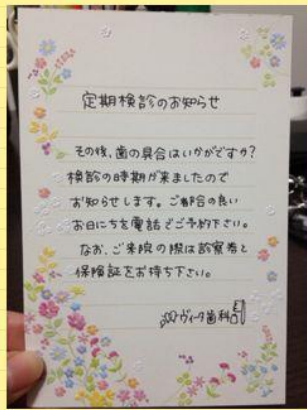 定期検診のお知らせ
その後、歯の具合はいかがですか?
検診の時期が来ましたので
お知らせします。ご都合の良い
お日にちを電話でご予約下さい。
なお、ご来院の際は診察券と
保険証をお持ち下さい。
ヴィータ歯科